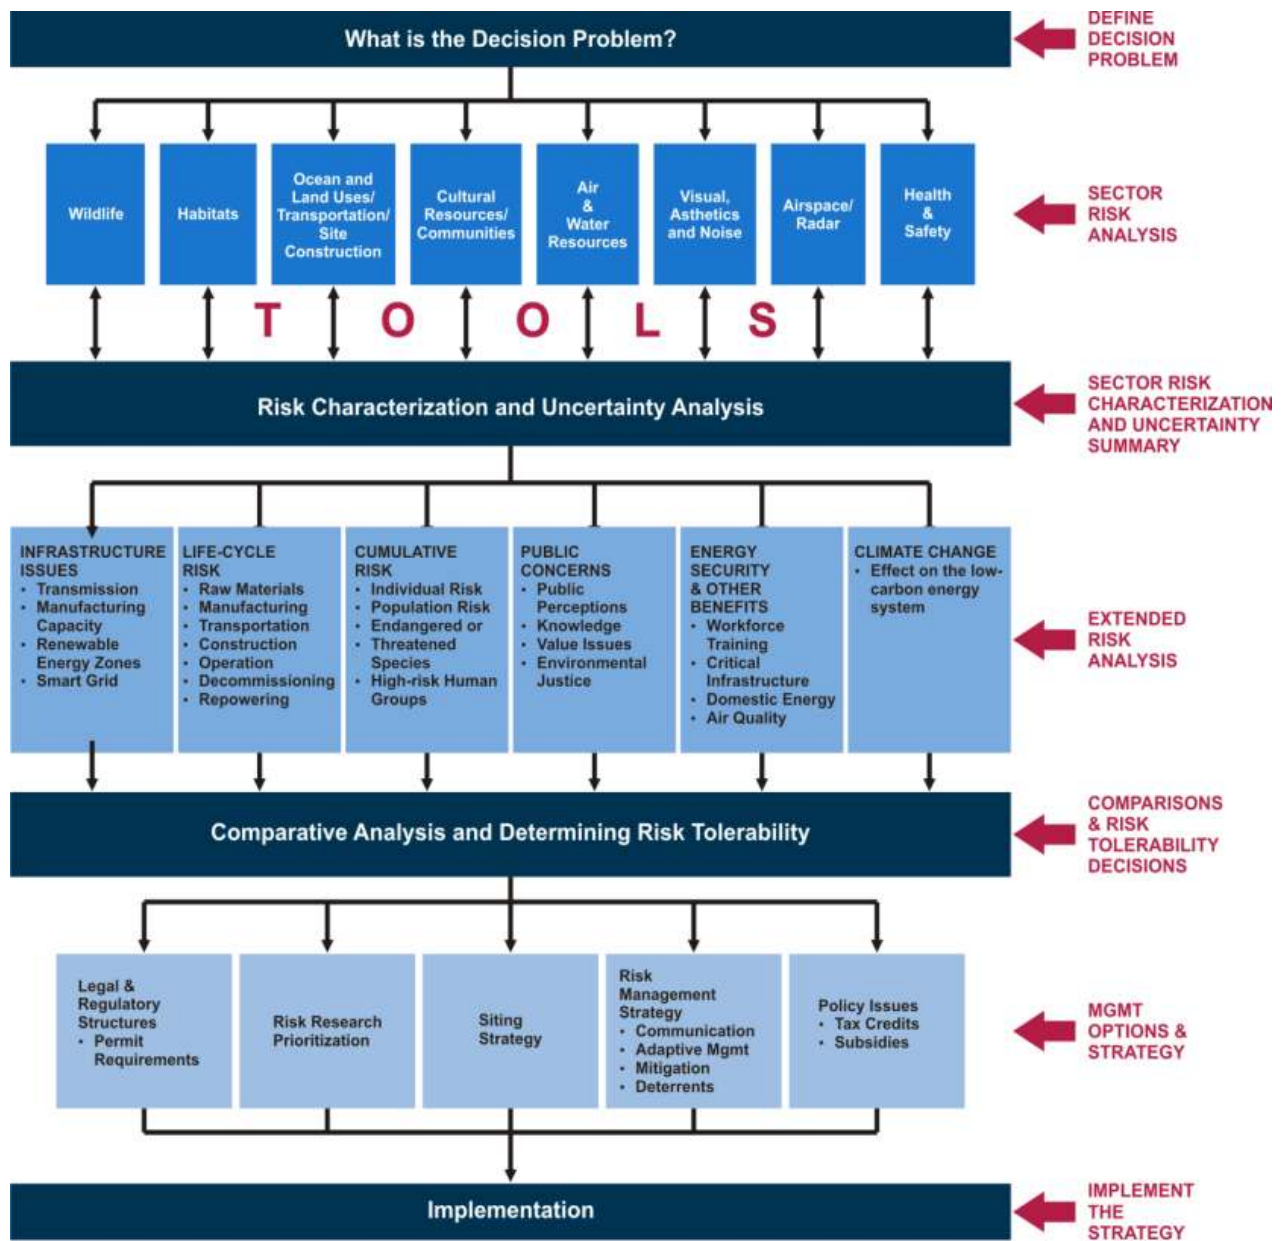 What is the Decision Problem?
DEFINE
DECISION
PROBLEM
Wildlife
Habitats
Ocean and
Land Uses/
Transportation/
Site
Construction
Cultural
Resources/
Communities
Air
&
Water
Resources
Visual,
Asthetics
and Noise
Airspace/
Radar
Health
&
Safety
SECTOR
RISK
ANALYSIS
T O O L S
Risk Characterization and Uncertainty Analysis
SECTOR RISK
CHARACTERIZATION
AND UNCERTAINTY
SUMMARY
INFRASTRUCTURE
ISSUES
• Transmission
• Manufacturing
Capacity
• Renewable
Energy Zones
• Smart Grid
LIFE-CYCLE
RISK
• Raw Materials
• Manufacturing
• Transportation
• Construction
• Operation
• Decommissioning
• Repowering
CUMULATIVE
RISK
• Individual Risk
• Population Risk
• Endangered or
• Threatened
Species
• High-risk Human
Groups
PUBLIC
CONCERNS
• Public
Perceptions
• Knowledge
• Value Issues
• Environmental
Justice
ENERGY
SECURITY
& OTHER
BENEFITS
• Workforce
Training
• Critical
Infrastructure
• Domestic Energy
• Air Quality
CLIMATE CHANGE
• Effect on the low-
carbon energy
system
EXTENDED
RISK
ANALYSIS
Comparative Analysis and Determining Risk Tolerability
COMPARISONS
& RISK
TOLERABILITY
DECISIONS
Legal &
Regulatory
Structures
• Permit
Requirements
Risk Research
Prioritization
Siting
Strategy
Risk
Management
Strategy
• Communication
• Adaptive Mgmt
• Mitigation
• Deterrents
Policy Issues
• Tax Credits
• Subsidies
MGMT
OPTIONS &
STRATEGY
Implementation
IMPLEMENT
THE
STRATEGY